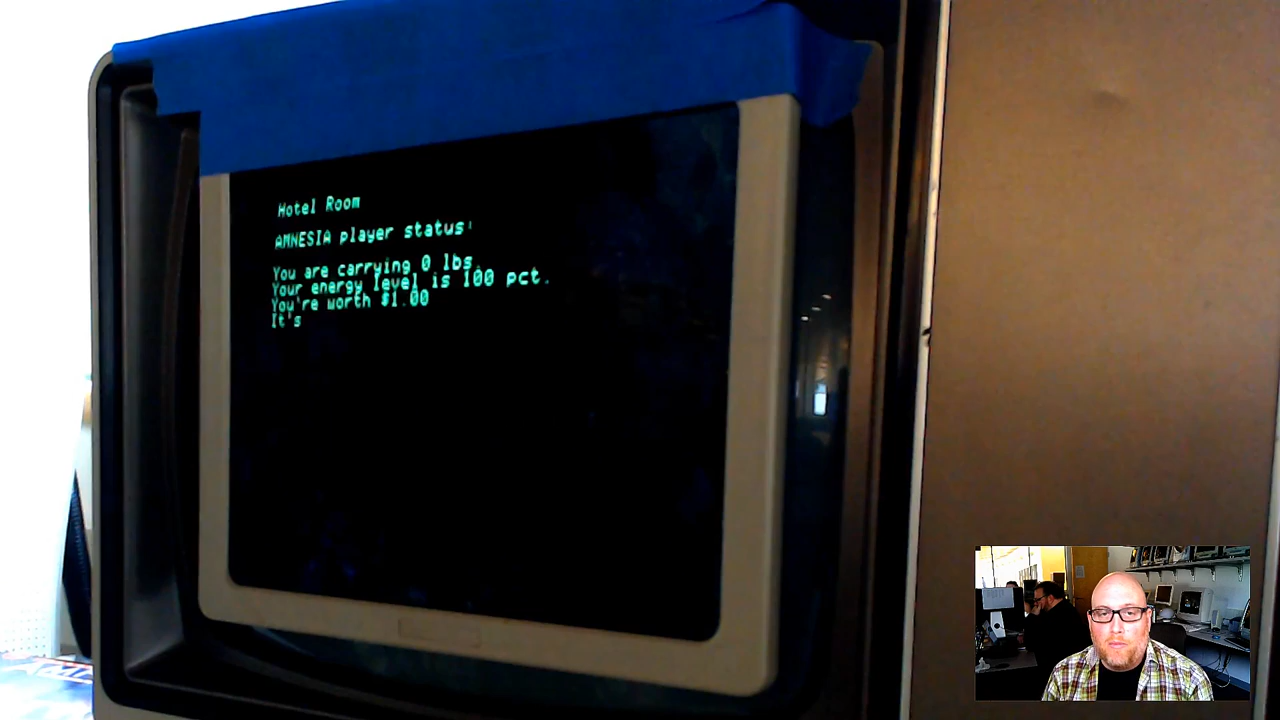 Hotel Room
AMNESIA player status:
You are carrying 0 lbs.
Your energy level is 100 pct.
You're worth $1.00
It's